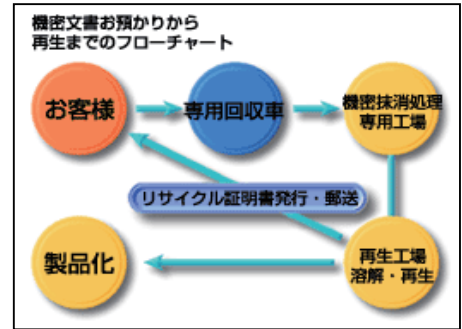 機密文書お預かりから
再生までのフローチャート
お客様
専用回収車
機密抹消処理
専用工場
リサイクル証明書発行・郵送
製品化
再生工場
溶解・再生